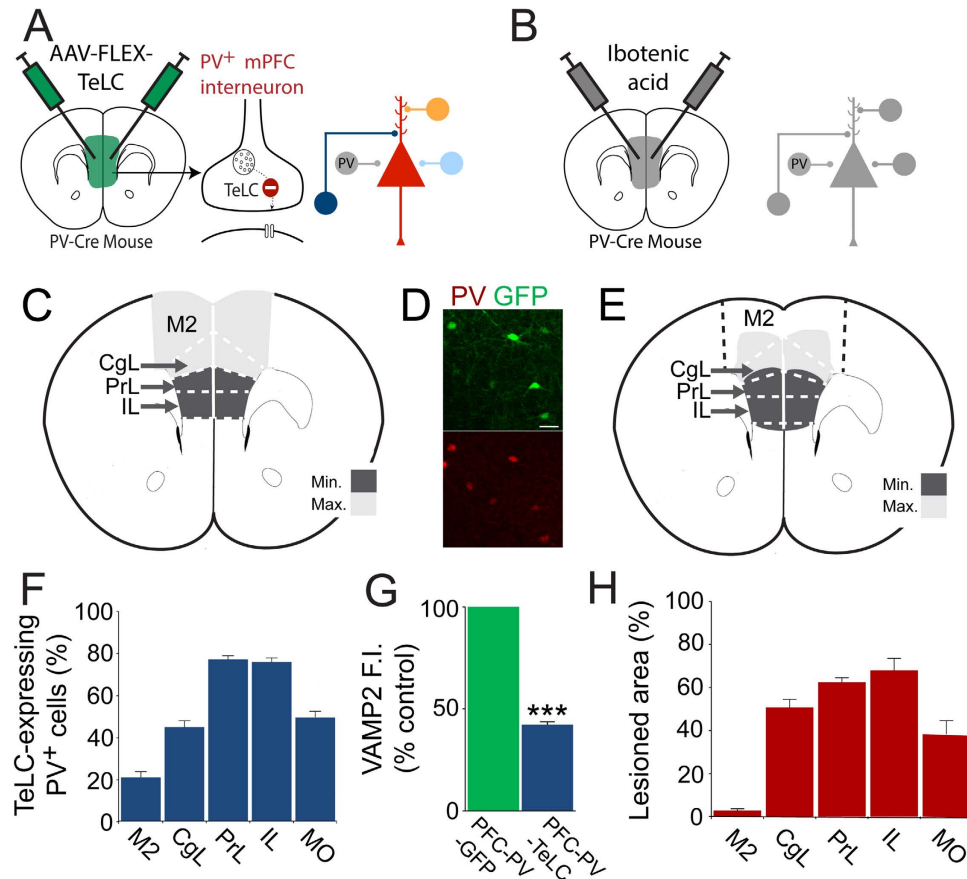 A
AAV-FLEX-
TeLC
PV+ mPFC
interneuron
TeLC
PV
PV-Cre Mouse
B
Ibotenic
acid
PV
PV-Cre Mouse
C
M2
CgL
PrL
IL
Min.
Max.
D
PV GFP
E
M2
CgL
PrL
IL
Min.
Max.
F
TeLC-expressing
PV+ cells (%)
100
80
60
40
20
0
M2
CgL
PrL
IL
MO
G
VAMP2 F.I.
(% control)
100
50
0
***
PFC-PV
-GFP
PFC-PV
-TeLC
H
Lesioned area (%)
100
80
60
40
20
0
M2
CgL
PrL
IL
MO